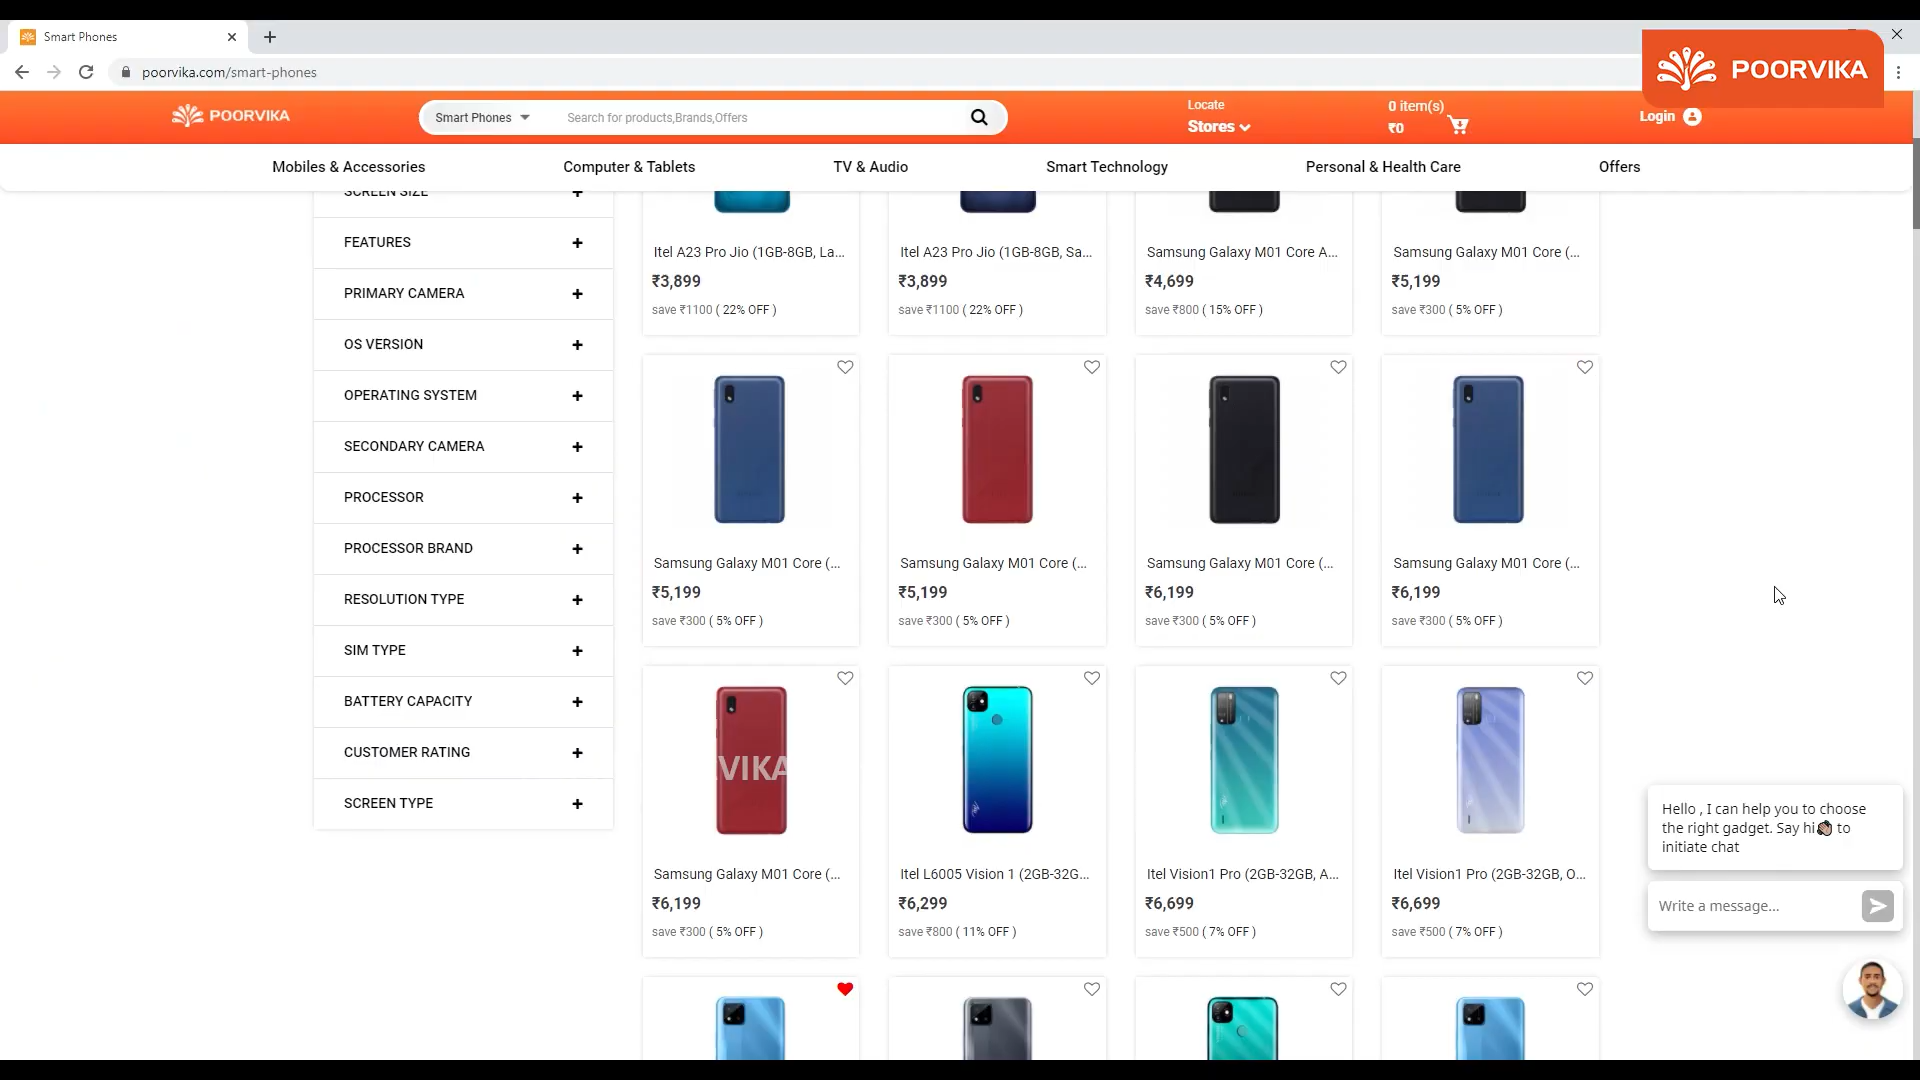 Smart Phones
poorvika.com/smart-phones
POORVIKA
POORVIKA
Smart Phones
Search for products,Brands,Offers
Locate
Stores
0 item(s)
₹0
Login
Mobiles & Accessories
Computer & Tablets
TV & Audio
Smart Technology
Personal & Health Care
Offers
SCREEN SIZE
FEATURES
PRIMARY CAMERA
OS VERSION
OPERATING SYSTEM
SECONDARY CAMERA
PROCESSOR
PROCESSOR BRAND
RESOLUTION TYPE
SIM TYPE
BATTERY CAPACITY
CUSTOMER RATING
SCREEN TYPE
Itel A23 Pro Jio (1GB-8GB, La...
₹3,899
save ₹1100 ( 22% OFF )
Itel A23 Pro Jio (1GB-8GB, Sa...
₹3,899
save ₹1100 ( 22% OFF )
Samsung Galaxy M01 Core A...
₹4,699
save ₹800 ( 15% OFF )
Samsung Galaxy M01 Core (...
₹5,199
save ₹300 ( 5% OFF )
Samsung Galaxy M01 Core (...
₹5,199
save ₹300 ( 5% OFF )
Samsung Galaxy M01 Core (...
₹5,199
save ₹300 ( 5% OFF )
Samsung Galaxy M01 Core (...
₹6,199
save ₹300 ( 5% OFF )
Samsung Galaxy M01 Core (...
₹6,199
save ₹300 ( 5% OFF )
VIKA
Samsung Galaxy M01 Core (...
₹6,199
save ₹300 ( 5% OFF )
Itel L6005 Vision 1 (2GB-32G...
₹6,299
save ₹800 ( 11% OFF )
Itel Vision1 Pro (2GB-32GB, A...
₹6,699
save ₹500 ( 7% OFF )
Itel Vision1 Pro (2GB-32GB, O...
₹6,699
save ₹500 ( 7% OFF )
Hello , I can help you to choose
the right gadget. Say hi👋 to
initiate chat
Write a message...